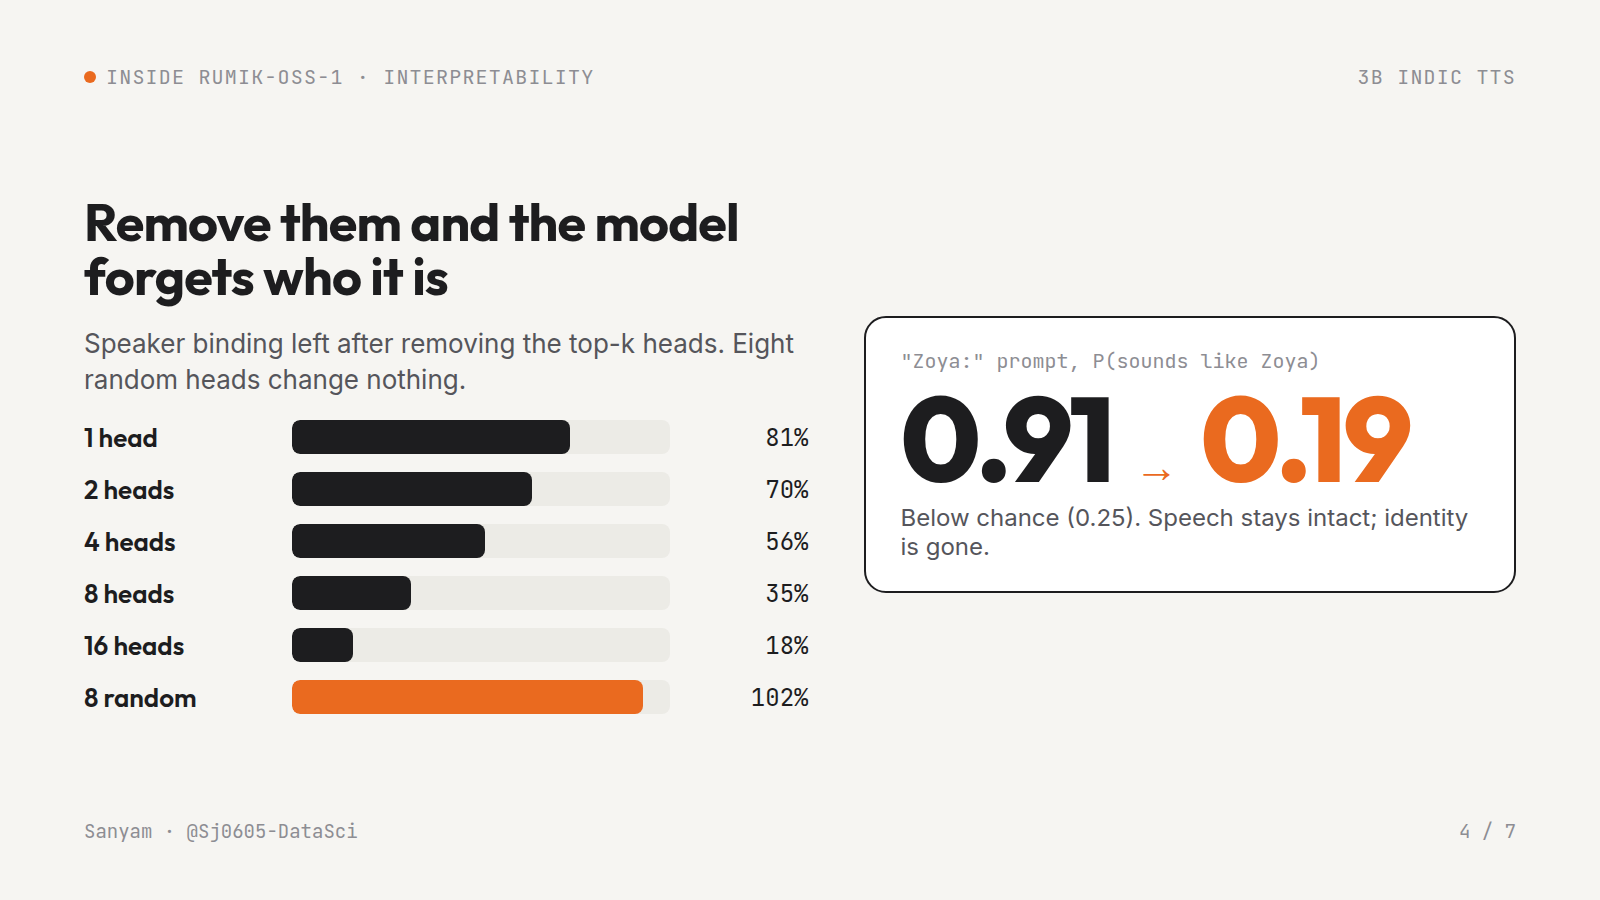 INSIDE RUMIK-OSS-1 · INTERPRETABILITY
3B INDIC TTS
Remove them and the model
forgets who it is
Speaker binding left after removing the top-k heads. Eight
random heads change nothing.
1 head 81%
2 heads 70%
4 heads 56%
8 heads 35%
16 heads 18%
8 random 102%
"Zoya:" prompt, P(sounds like Zoya)
0.91 → 0.19
Below chance (0.25). Speech stays intact; identity
is gone.
Sanyam · @Sj0605-DataSci
4 / 7